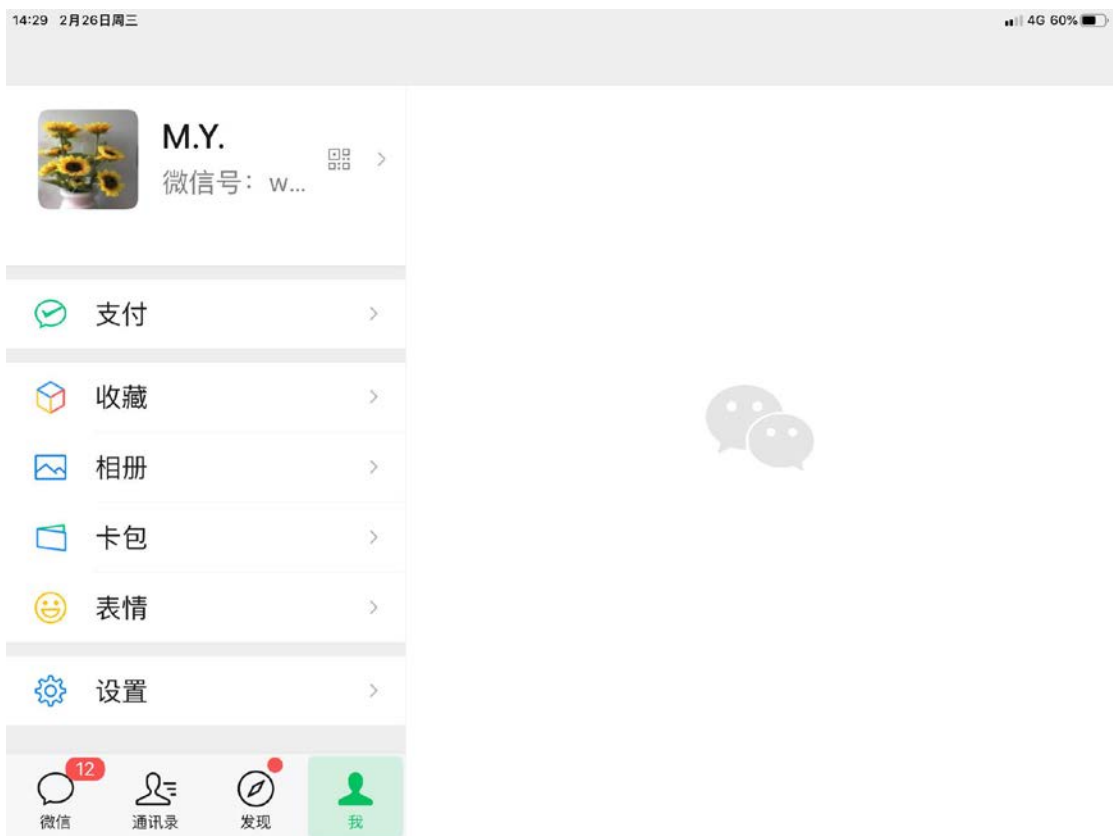 14:29 2月26日周三
4G 60%
M.Y.
微信号：w...
支付
收藏
相册
卡包
表情
设置
12
微信
通讯录
发现
我